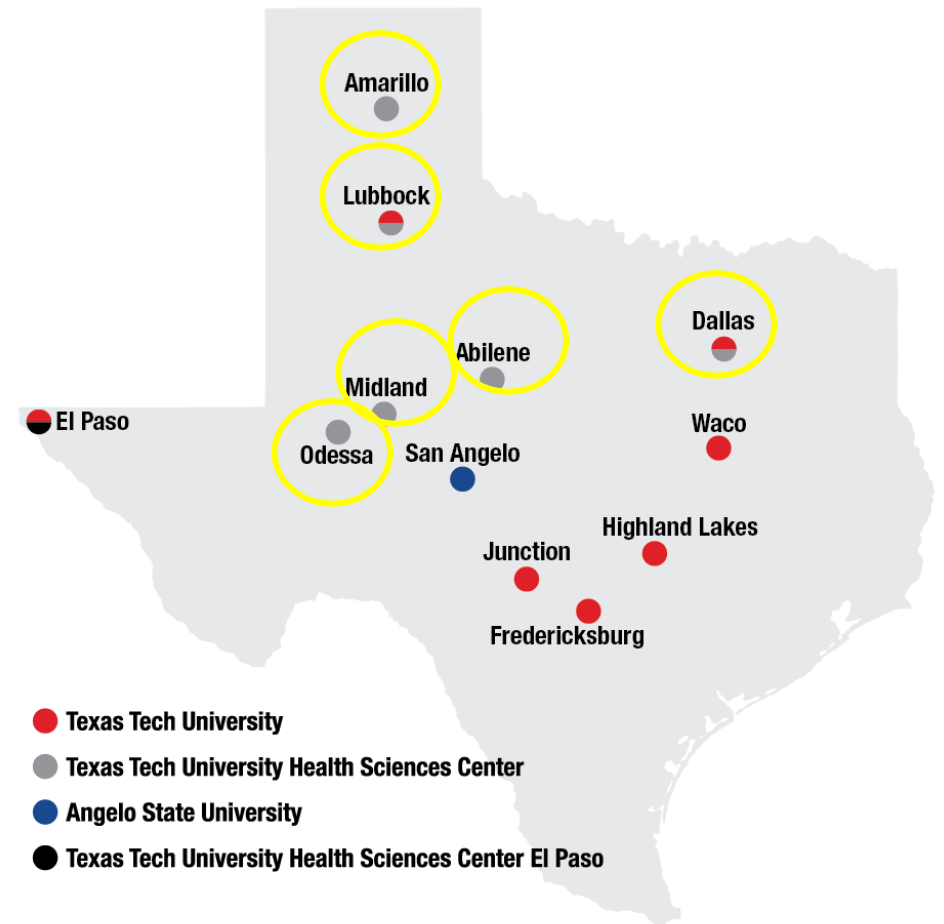 Amarillo
Lubbock
Dallas
Abilene
Midland
El Paso
Waco
Odessa
San Angelo
Highland Lakes
Junction
Fredericksburg
Texas Tech University
Texas Tech University Health Sciences Center
Angelo State University
Texas Tech University Health Sciences Center El Paso